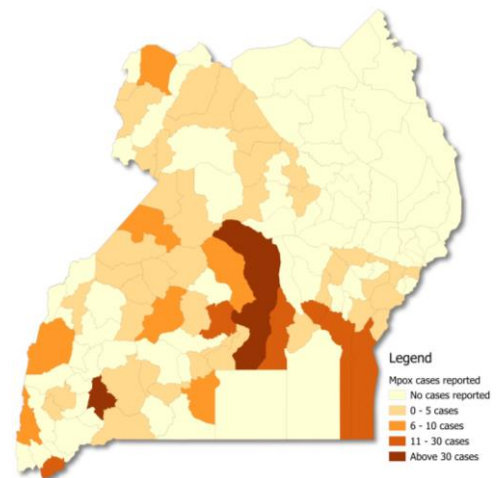 Legend
Mpox cases reported
No cases reported
0 - 5 cases
6 - 10 cases
11 - 30 cases
Above 30 cases